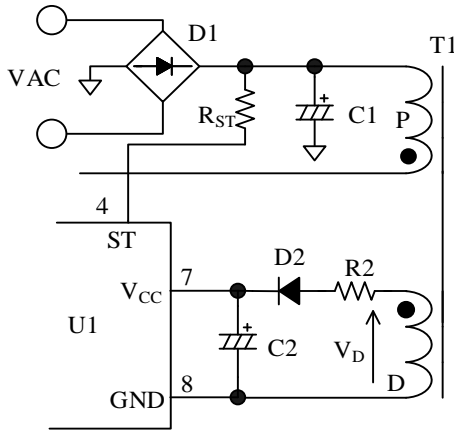 D1
T1
VAC
R_ST
C1
P
4
ST
D2
R2
7
V_CC
U1
C2
V_D
D
GND
8
+
+